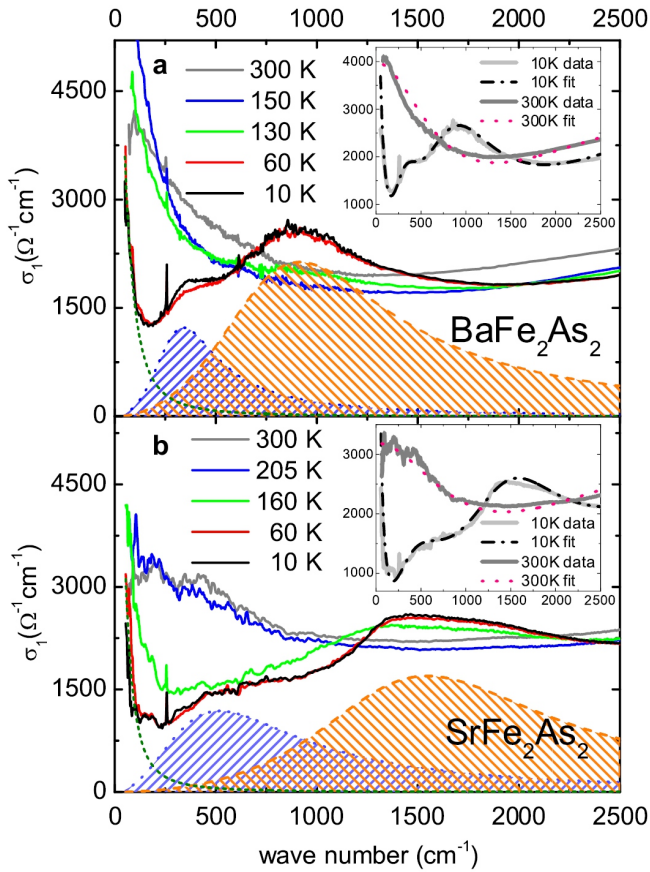 0 500 1000 1500 2000 2500
4500
3000
1500
0
σ₁(Ω⁻¹cm⁻¹)
a
300 K
150 K
130 K
60 K
10 K
4000
3000
2000
1000
0 500 1000 1500 2000 2500
10K data
10K fit
300K data
300K fit
BaFe₂As₂
4500
3000
1500
0
σ₁(Ω⁻¹cm⁻¹)
b
300 K
205 K
160 K
60 K
10 K
3000
2000
1000
0 500 1000 1500 2000 2500
10K data
10K fit
300K data
300K fit
SrFe₂As₂
0 500 1000 1500 2000 2500
wave number (cm⁻¹)